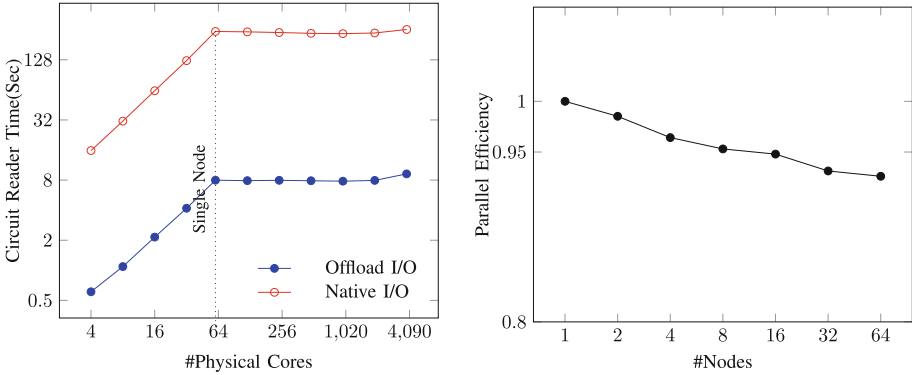 Circuit Reader Time(Sec)
128
32
8
2
0.5
Single Node
Offload I/O
Native I/O
4 16 64 256 1,020 4,090
#Physical Cores
Parallel Efficiency
1
0.95
0.8
1 2 4 8 16 32 64
#Nodes